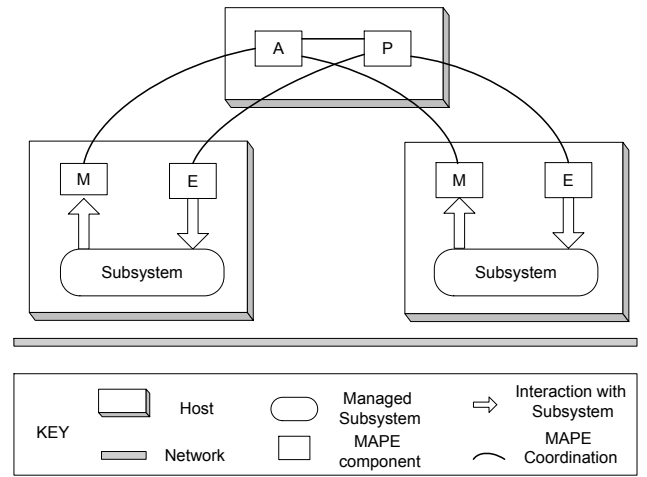 A
P
M
E
Subsystem
M
E
Subsystem
KEY
Host
Managed
Subsystem
Interaction with
Subsystem
Network
MAPE
component
MAPE
Coordination